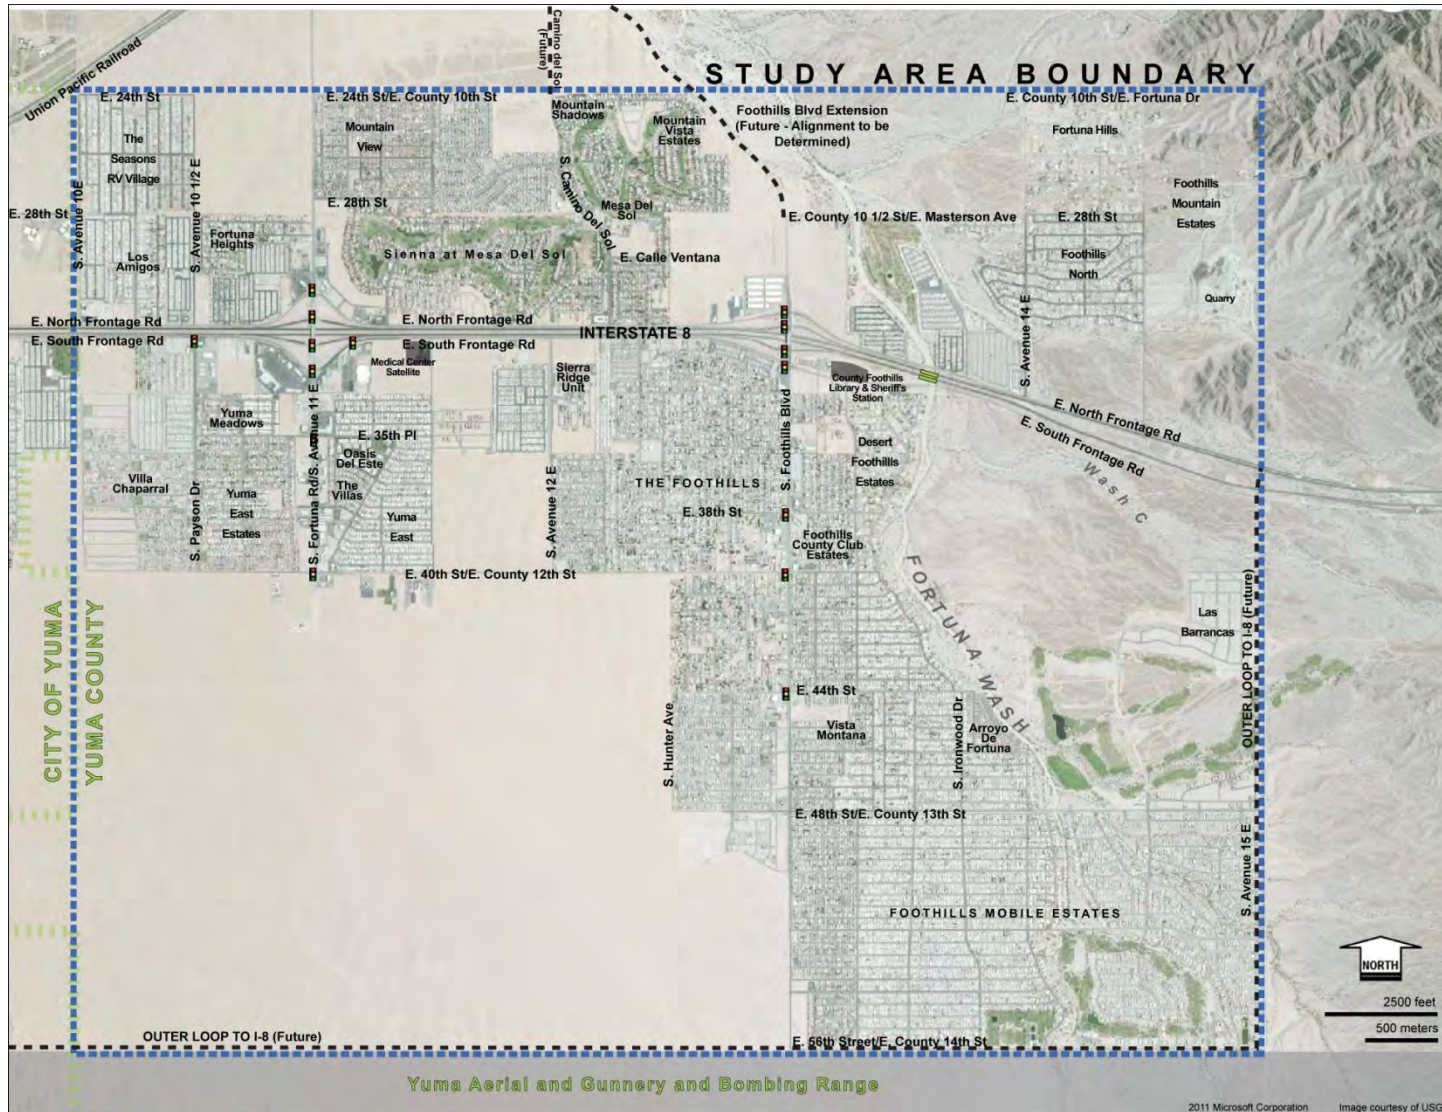 STUDY AREA BOUNDARY
Camino del Sol
(Future)
Union Pacific Railroad
E. 24th St
E. 24th St/E. County 10th St
E. County 10th St/E. Fortuna Dr
Mountain
Shadows
Foothills Blvd Extension
(Future - Alignment to be
Determined)
Mountain
Vista
Estates
Mountain
View
Fortuna Hills
The
Seasons
RV Village
S. Avenue 10E
S. Avenue 10 1/2 E
S. Camino Del Sol
Foothills
Mountain
Estates
E. 28th St
E. 28th St
Mesa Del
Sol
E. County 10 1/2 St/E. Masterson Ave
E. 28th St
Fortuna
Heights
Los
Amigos
Sienna at Mesa Del Sol
E. Calle Ventana
Foothills
North
Quarry
E. North Frontage Rd
E. South Frontage Rd
E. North Frontage Rd
E. South Frontage Rd
INTERSTATE 8
S. Avenue 14 E
Medical Center
Satellite
Sierra
Ridge
Unit
County Foothills
Library & Sheriff's
Station
E. North Frontage Rd
E. South Frontage Rd
Yuma
Meadows
S. Fortuna Rd/S. Avenue 11 E
E. 35th Pl
Oasis
Del Este
The
Villas
S. Foothills Blvd
Desert
Foothillls
Estates
Wash C
Villa
Chaparral
S. Payson Dr
Yuma
East
Estates
Yuma
East
S. Avenue 12 E
THE FOOTHILLS
E. 38th St
Foothills
County Club
Estates
E. 40th St/E. County 12th St
FORTUNA WASH
CITY OF YUMA
YUMA COUNTY
Las
Barrancas
OUTER LOOP TO I-8 (Future)
E. 44th St
S. Hunter Ave
Vista
Montana
S. Ironwood Dr
Arroyo
De
Fortuna
E. 48th St/E. County 13th St
S. Avenue 15 E
FOOTHILLS MOBILE ESTATES
NORTH
2500 feet
500 meters
OUTER LOOP TO I-8 (Future)
E. 56th Street/E. County 14th St
Yuma Aerial and Gunnery and Bombing Range
2011 Microsoft Corporation
Image courtesy of USG